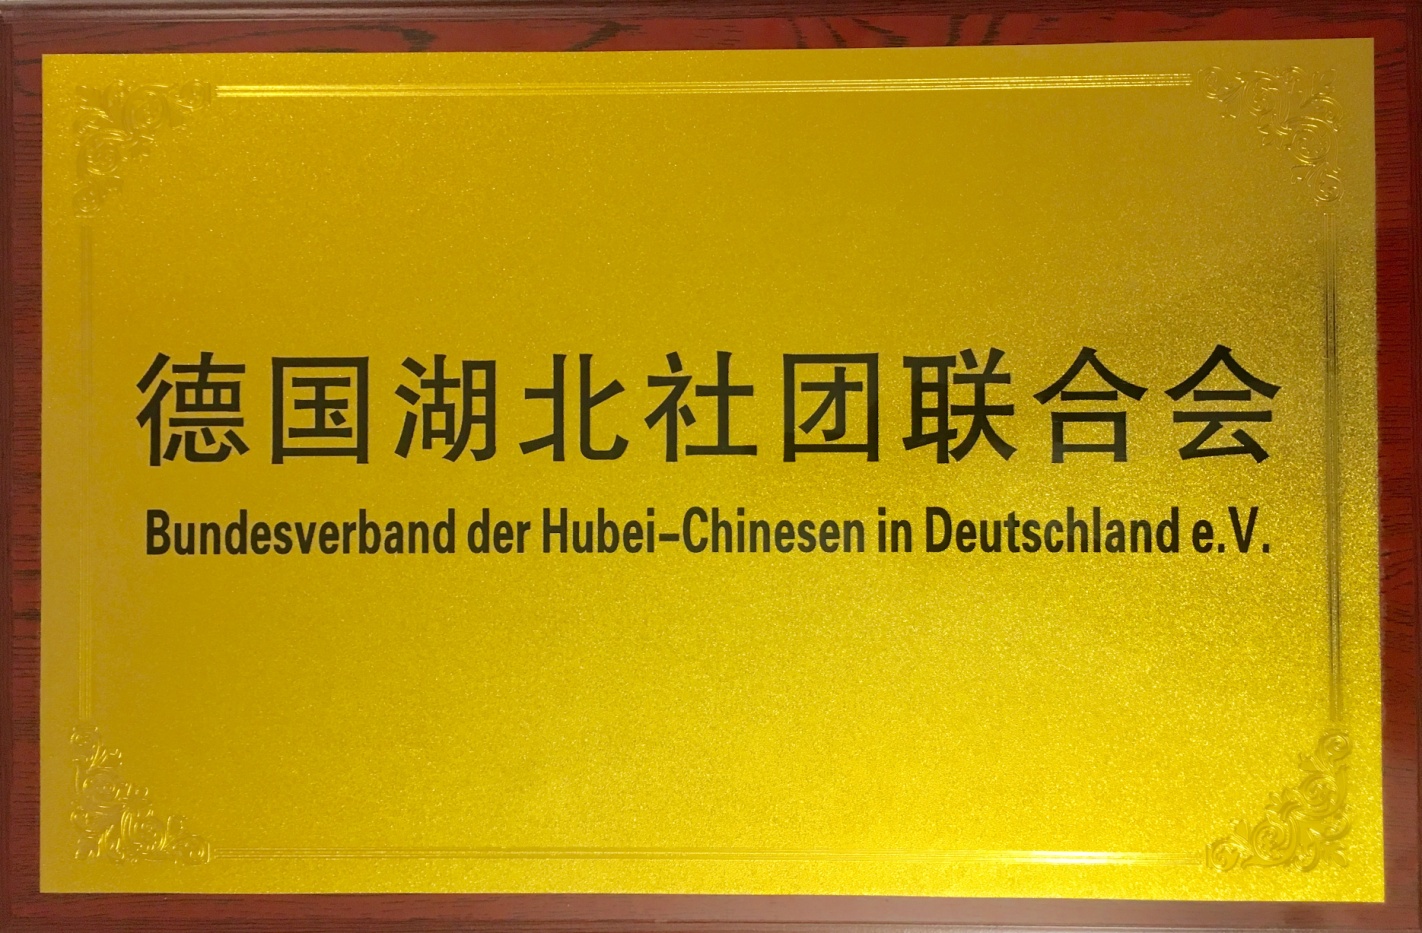 德国湖北社团联合会
Bundesverband der Hubei-Chinesen in Deutschland e.V.